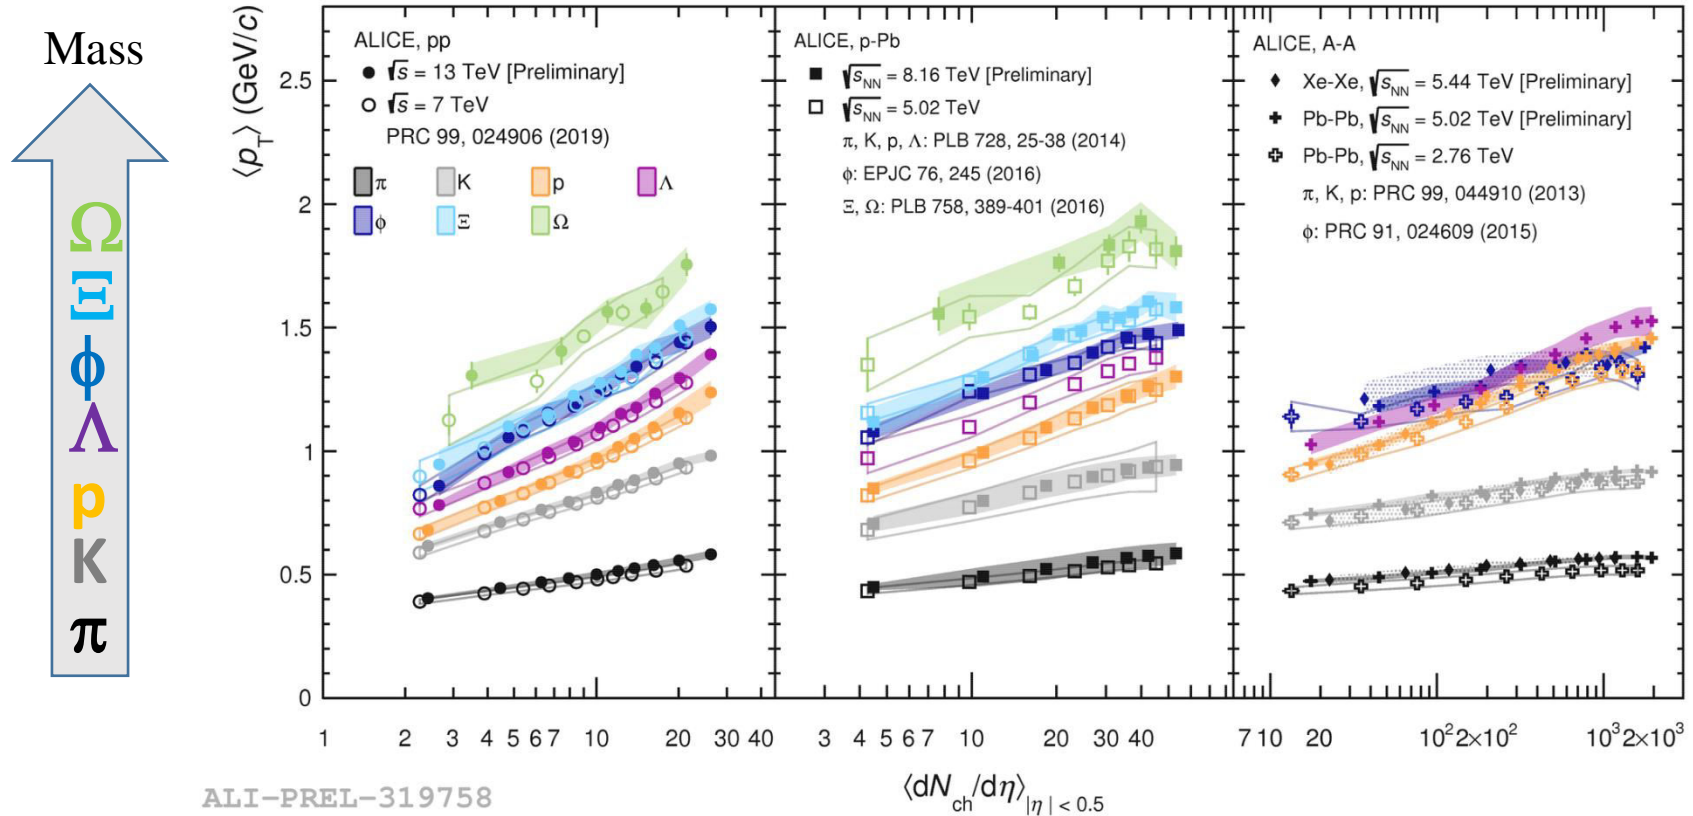 Mass
Ω
Ξ
ϕ
Λ
p
K
π
⟨p_T⟩ (GeV/c)
2.5
2
1.5
1
0.5
0
ALICE, pp
√s = 13 TeV [Preliminary]
√s = 7 TeV
PRC 99, 024906 (2019)
π K p Λ
ϕ Ξ Ω
ALICE, p-Pb
√s_NN = 8.16 TeV [Preliminary]
√s_NN = 5.02 TeV
π, K, p, Λ: PLB 728, 25-38 (2014)
ϕ: EPJC 76, 245 (2016)
Ξ, Ω: PLB 758, 389-401 (2016)
ALICE, A-A
Xe-Xe, √s_NN = 5.44 TeV [Preliminary]
Pb-Pb, √s_NN = 5.02 TeV [Preliminary]
Pb-Pb, √s_NN = 2.76 TeV
π, K, p: PRC 99, 044910 (2013)
ϕ: PRC 91, 024609 (2015)
1 2 3 4 5 6 7 10 20 30 40
3 4 5 6 7 10 20 30 40
7 10 20 10² 2×10² 10³ 2×10³
⟨dN_ch/dη⟩_|η| < 0.5
ALI-PREL-319758